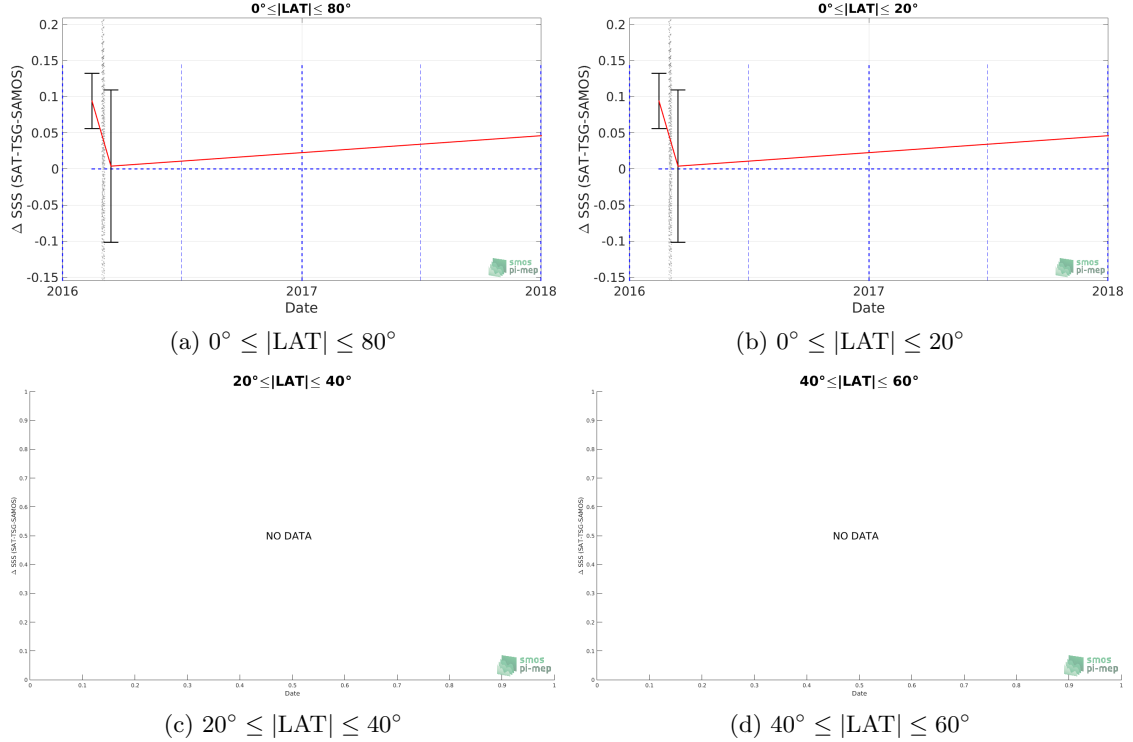 0°≤|LAT|≤ 80°
0.2
0.15
0.1
0.05
0
-0.05
-0.1
-0.15
Δ SSS (SAT-TSG-SAMOS)
2016
2017
2018
Date
smos
pi-mep
(a) 0° ≤ |LAT| ≤ 80°
0°≤|LAT|≤ 20°
0.2
0.15
0.1
0.05
0
-0.05
-0.1
-0.15
Δ SSS (SAT-TSG-SAMOS)
2016
2017
2018
Date
smos
pi-mep
(b) 0° ≤ |LAT| ≤ 20°
20°≤|LAT|≤ 40°
1
0.9
0.8
0.7
0.6
0.5
0.4
0.3
0.2
0.1
0
Δ SSS (SAT-TSG-SAMOS)
NO DATA
0 0.1 0.2 0.3 0.4 0.5 0.6 0.7 0.8 0.9 1
Date
smos
pi-mep
(c) 20° ≤ |LAT| ≤ 40°
40°≤|LAT|≤ 60°
1
0.9
0.8
0.7
0.6
0.5
0.4
0.3
0.2
0.1
0
Δ SSS (SAT-TSG-SAMOS)
NO DATA
0 0.1 0.2 0.3 0.4 0.5 0.6 0.7 0.8 0.9 1
Date
smos
pi-mep
(d) 40° ≤ |LAT| ≤ 60°